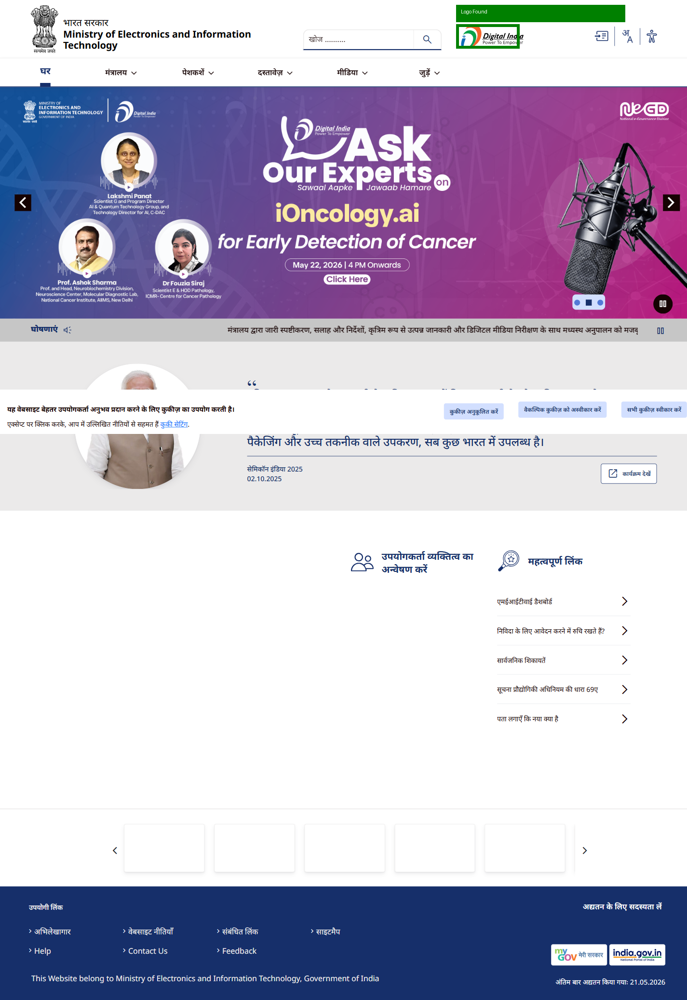 भारत सरकार
Ministry of Electronics and Information
Technology
सत्यमेव जयते
खोज ..........
Logo Found
Digital India
Power To Empower
अ
A
घर
मंत्रालय
पेशकशें
दस्तावेज़
मीडिया
जुड़ें
MINISTRY OF
ELECTRONICS AND
INFORMATION TECHNOLOGY
GOVERNMENT OF INDIA
सत्यमेव जयते
Digital India
Power To Empower
NeGD
National e-Governance Division
Digital India
Power To Empower
Ask
Our Experts
Sawaal Aapke Jawaab Hamare
on
iOncology.ai
for Early Detection of Cancer
May 22, 2026 | 4 PM Onwards
Click Here
Lakshmi Panat
Scientist G and Program Director
AI & Quantum Technology Group, and
Technology Director for AI, C-DAC
Prof. Ashok Sharma
Prof. and Head, Neurobiochemistry Division,
Neuroscience Center, Molecular Diagnostic Lab,
National Cancer Institute, AIIMS, New Delhi
Dr Fouzia Siraj
Scientist E & HOD Pathology,
ICMR- Centre for Cancer Pathology
घोषणाएं
मंत्रालय द्वारा जारी स्पष्टीकरण, सलाह और निर्देशों, कृत्रिम रूप से उत्पन्न जानकारी और डिजिटल मीडिया निरीक्षण के साथ मध्यस्थ अनुपालन को
“
यह वेबसाइट बेहतर उपयोगकर्ता अनुभव प्रदान करने के लिए कुकीज़ का उपयोग करती है।
एक्सेप्ट पर क्लिक करके, आप में उल्लिखित नीतियों से सहमत हैं कुकी सेटिंग.
कुकीज़ अनुकूलित करें
वैकल्पिक कुकीज़ को अस्वीकार करें
सभी कुकीज़ स्वीकार करें
पैकेजिंग और उच्च तकनीक वाले उपकरण, सब कुछ भारत में उपलब्ध है।
सेमिकॉन इंडिया 2025
02.10.2025
कार्यक्रम देखें
उपयोगकर्ता व्यक्तित्व का
अन्वेषण करें
महत्वपूर्ण लिंक
एमईआईटीवाई डैशबोर्ड
निविदा के लिए आवेदन करने में रुचि रखते हैं?
सार्वजनिक शिकायतें
सूचना प्रौद्योगिकी अधिनियम की धारा 69ए
पता लगाएँ कि नया क्या है
उपयोगी लिंक
अद्यतन के लिए सदस्यता लें
अभिलेखागार
वेबसाइट नीतियाँ
संबंधित लिंक
साइटमैप
Help
Contact Us
Feedback
my
GOV मेरी सरकार
india.gov.in
National Portal of India
This Website belong to Ministry of Electronics and Information Technology, Government of India
अंतिम बार अद्यतन किया गया: 21.05.2026